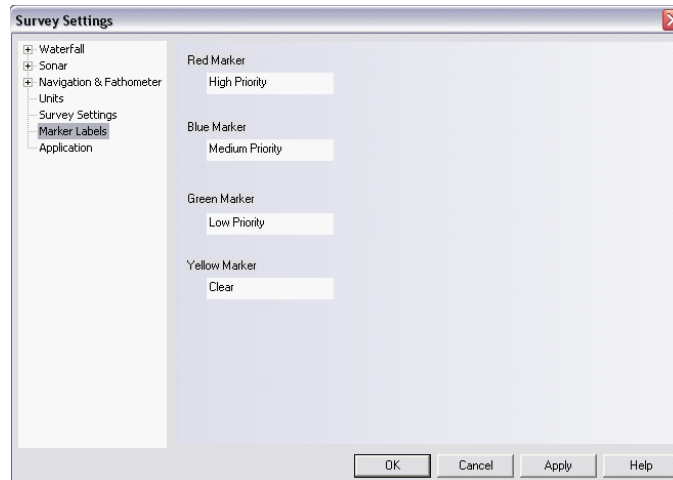 Survey Settings
Waterfall
Sonar
Navigation & Fathometer
Units
Survey Settings
Marker Labels
Application
Red Marker
High Priority
Blue Marker
Medium Priority
Green Marker
Low Priority
Yellow Marker
Clear
OK
Cancel
Apply
Help